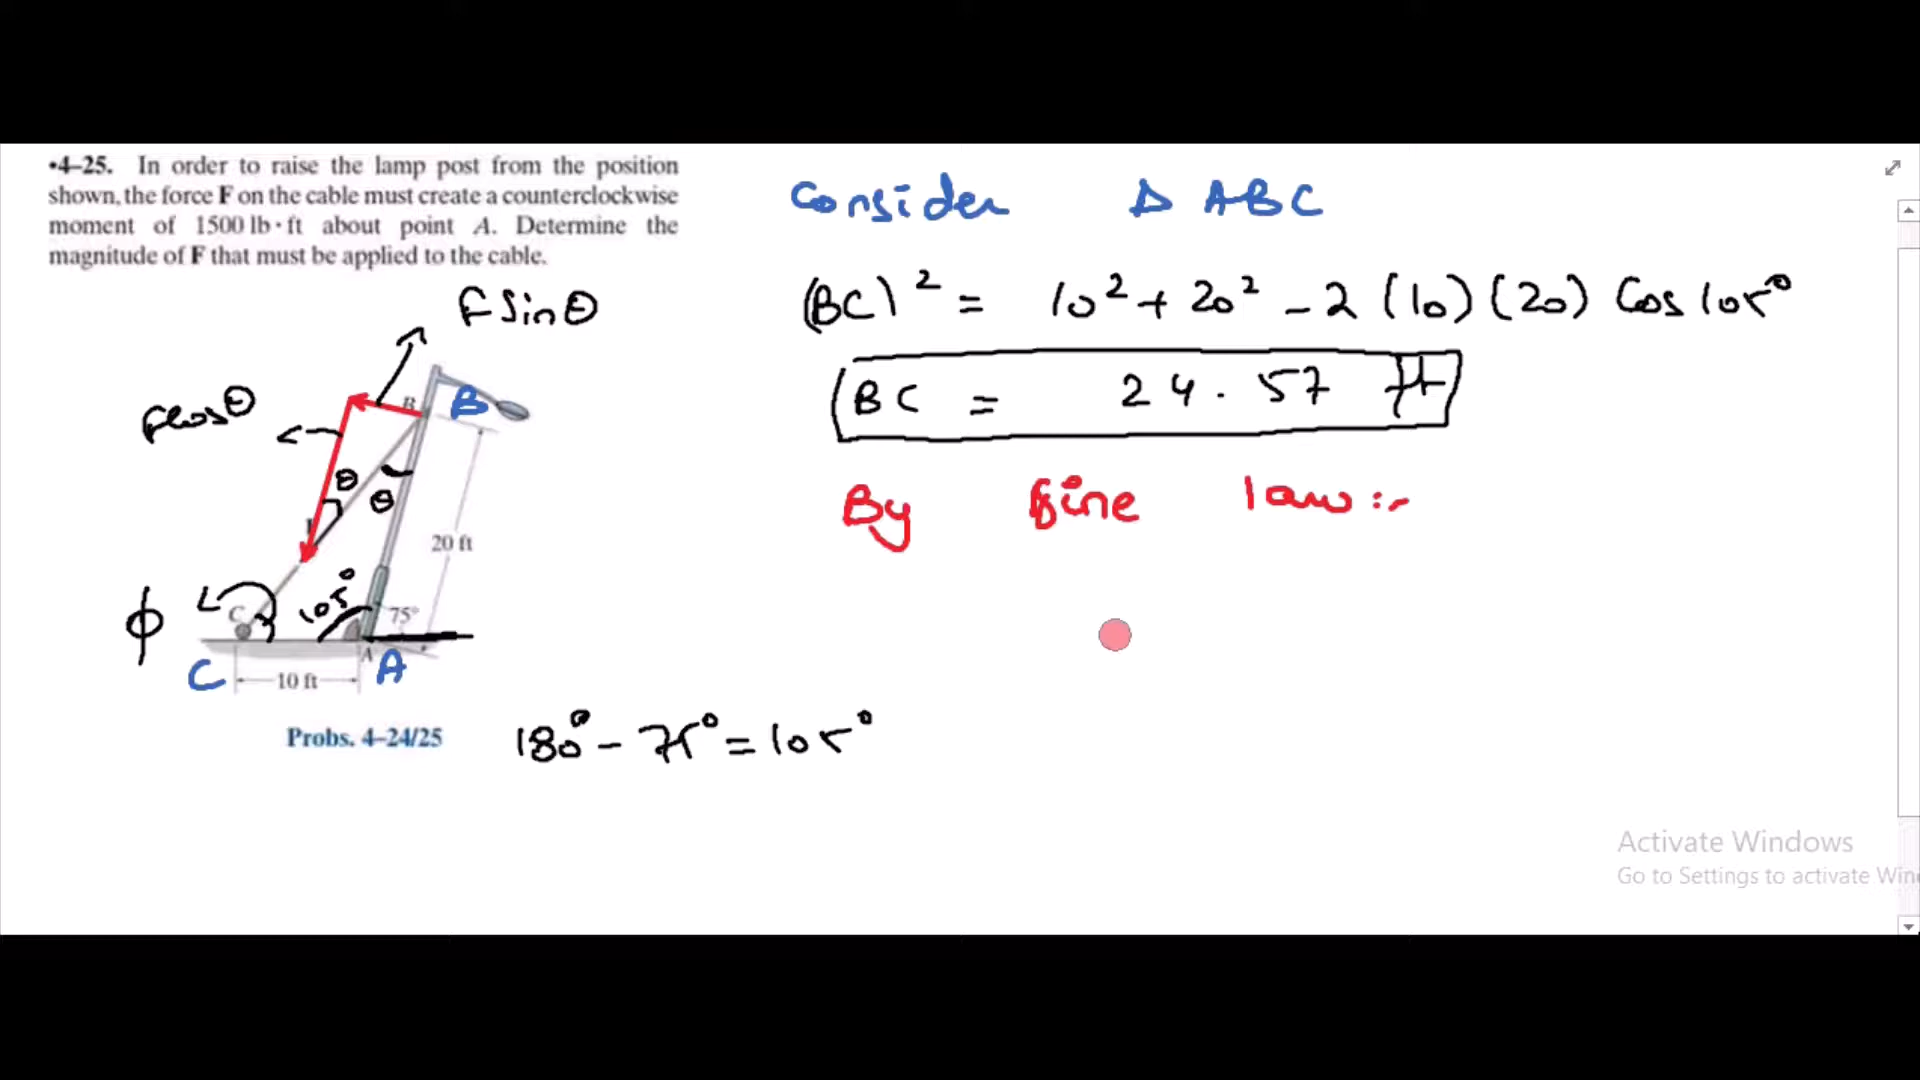 •4–25. In order to raise the lamp post from the position
shown, the force F on the cable must create a counterclockwise
moment of 1500 lb·ft about point A. Determine the
magnitude of F that must be applied to the cable.
Consider Δ ABC
(BC)² = 10² + 20² - 2 (10) (20) Cos 105°
BC = 24.57 ft
By Sine law :-
F Sin θ
F Cos θ
B B
θ
θ
20 ft
105°
75°
ϕ
C
A
C A
10 ft
Probs. 4–24/25
180° - 75° = 105°
Activate Windows
Go to Settings to activate Win